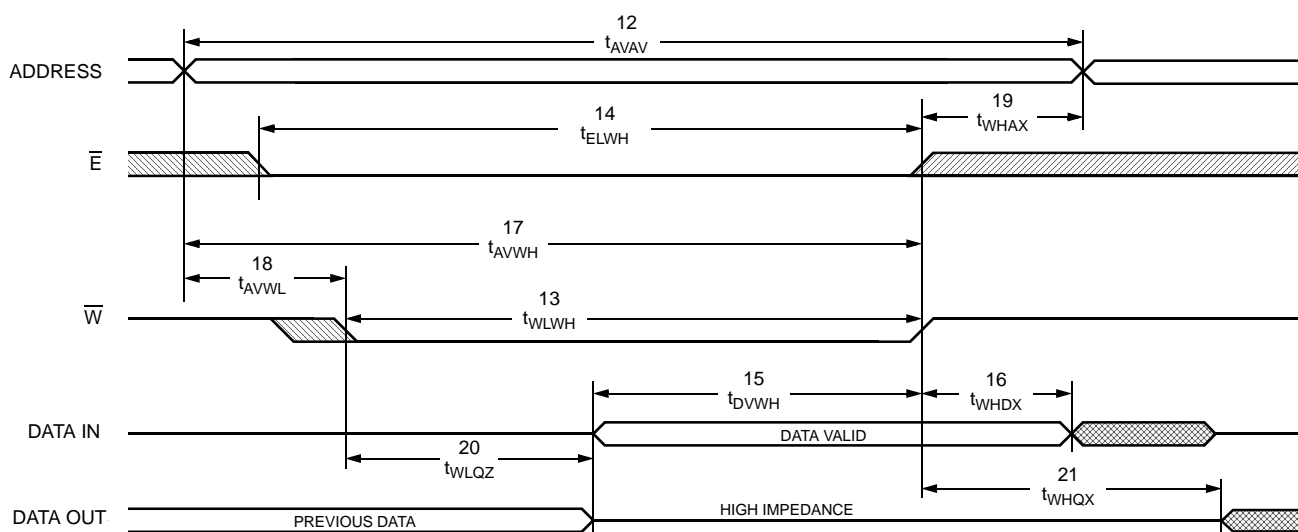 12
tAVAV
ADDRESS
14
tELWH
19
tWHAX
E
17
tAVWH
18
tAVWL
W
13
tWLWH
15
tDVWH
16
tWHDX
DATA IN
DATA VALID
20
tWLQZ
21
tWHQX
DATA OUT
PREVIOUS DATA
HIGH IMPEDANCE